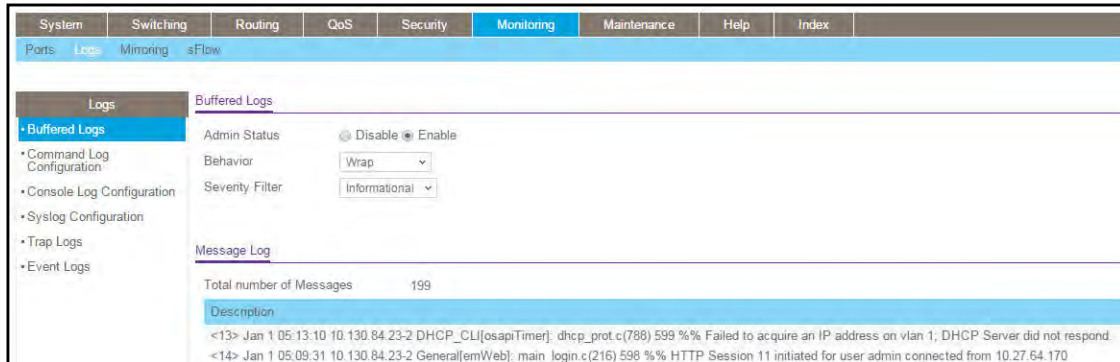 System Switching Routing QoS Security Monitoring Maintenance Help Index
Ports Logs Mirroring sFlow
Logs
• Buffered Logs
• Command Log
Configuration
• Console Log Configuration
• Syslog Configuration
• Trap Logs
• Event Logs
Buffered Logs
Admin Status Disable Enable
Behavior Wrap
Severity Filter Informational
Message Log
Total number of Messages 199
Description
<13> Jan 1 05:13:10 10.130.84.23-2 DHCP_CLI[osapiTimer]: dhcp_prot.c(788) 599 %% Failed to acquire an IP address on vlan 1; DHCP Server did not respond.
<14> Jan 1 05:09:31 10.130.84.23-2 General[emWeb]: main_login.c(216) 598 %% HTTP Session 11 initiated for user admin connected from 10.27.64.170